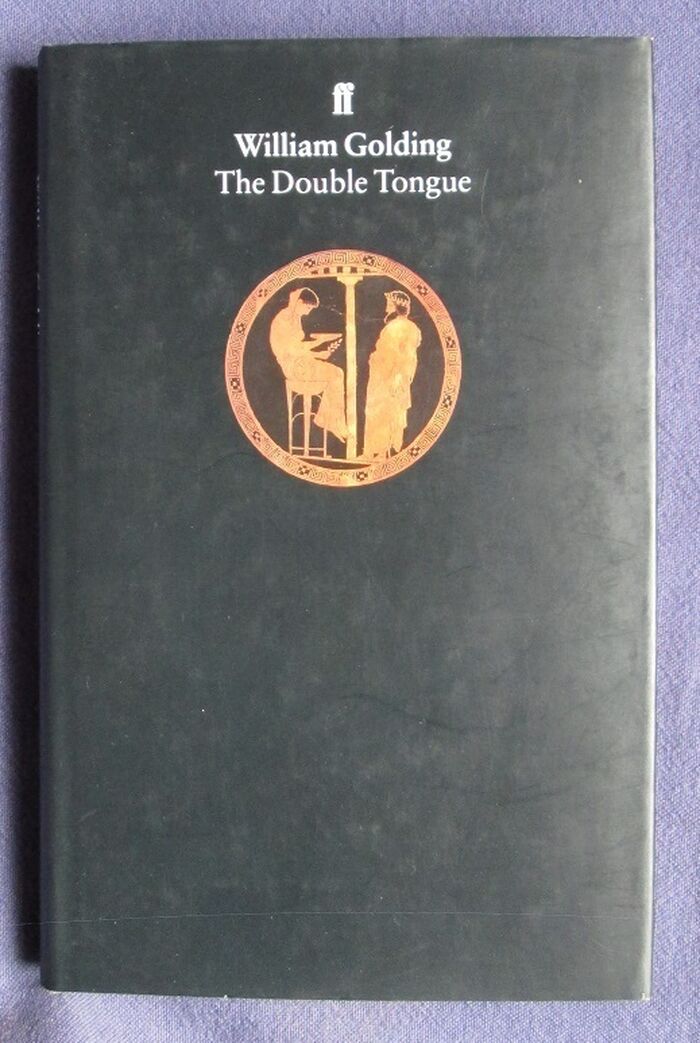 ff
William Golding
The Double Tongue